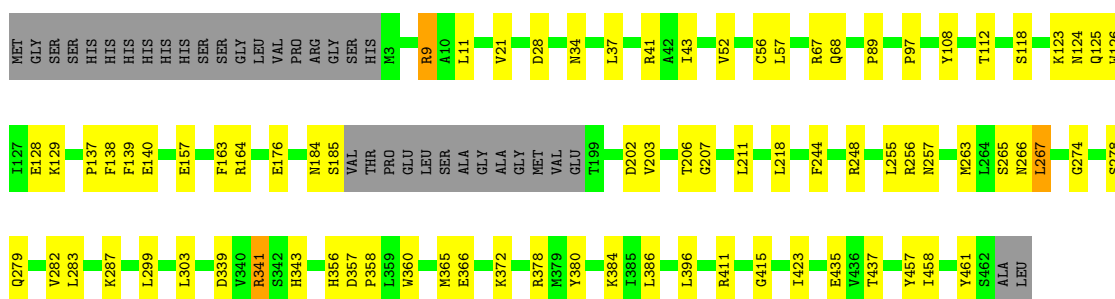 MET GLY SER SER HIS HIS HIS HIS HIS HIS SER SER GLY LEU VAL PRO ARG GLY SER HIS M3 R9 A10 L11 V21 D28 N34 L37 R41 A42 I43 V52 C56 L57 R67 Q68 P89 P97 Y108 T112 S118 K123 N124 Q125 W126
I127 E128 K129 P137 F138 F139 E140 E157 F163 R164 E176 N184 S185 VAL THR PRO GLU LEU SER ALA GLY ALA GLY MET VAL GLU T199 D202 V203 T206 G207 L211 L218 F244 R248 L255 R256 N257 M263 L264 S265 N266 L267 G274 S278
Q279 V282 L283 K287 L299 L303 D339 V340 R341 S342 H343 H356 D357 P358 L359 W360 M365 E366 K372 R378 M379 Y380 K384 I385 L386 L396 R411 G415 I423 E435 V436 T437 Y457 I458 Y461 S462 ALA LEU